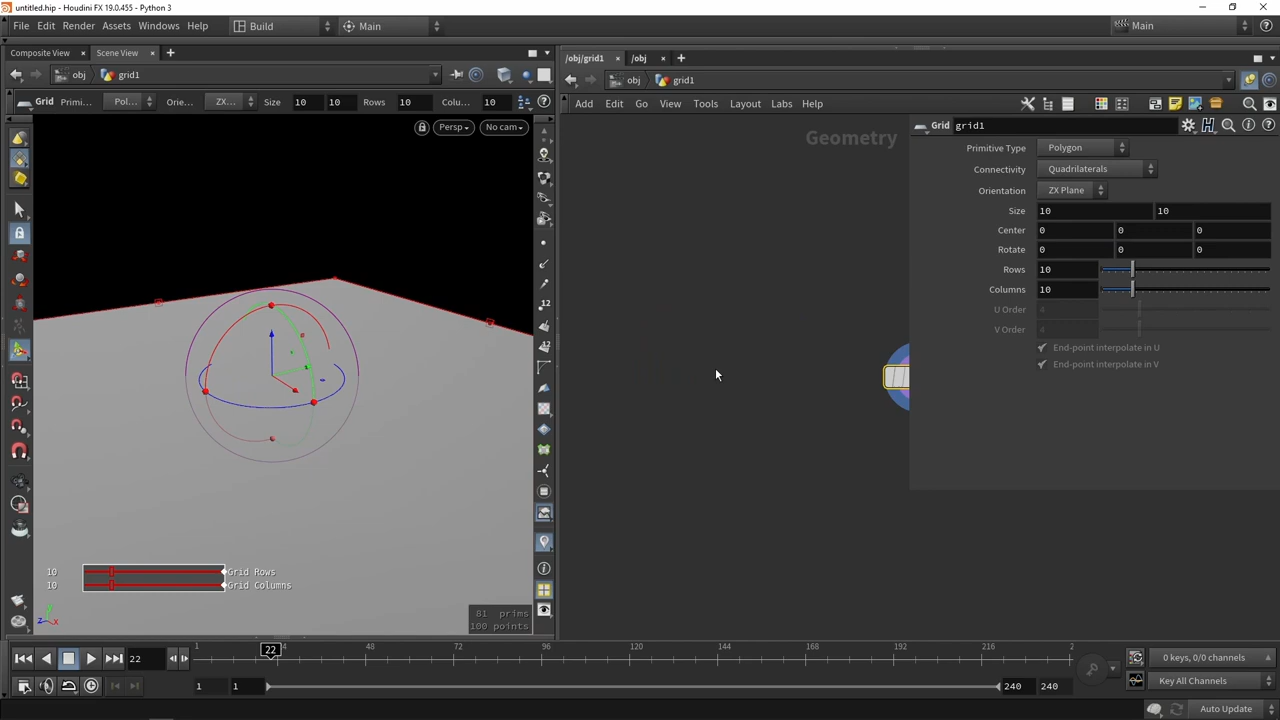 untitled.hip - Houdini FX 19.0.455 - Python 3
File Edit Render Assets Windows Help Build Main Main
Composite View Scene View
/obj/grid1 /obj
obj grid1
obj grid1
Grid Primi... Pol... Orie... ZX... Size 10 10 Rows 10 Colu... 10
Add Edit Go View Tools Layout Labs Help
Persp No cam
Geometry
Grid grid1
Primitive Type Polygon
Connectivity Quadrilaterals
Orientation ZX Plane
Size 10 10
Center 0 0 0
Rotate 0 0 0
Rows 10
Columns 10
U Order 4
V Order 4
End-point interpolate in U
End-point interpolate in V
12
12
10 Grid Rows
10 Grid Columns
81 prims
100 points
z x
22 1 22 48 72 96 120 144 168 192 216 2
0 keys, 0/0 channels
1 1 240 240
Key All Channels
Auto Update